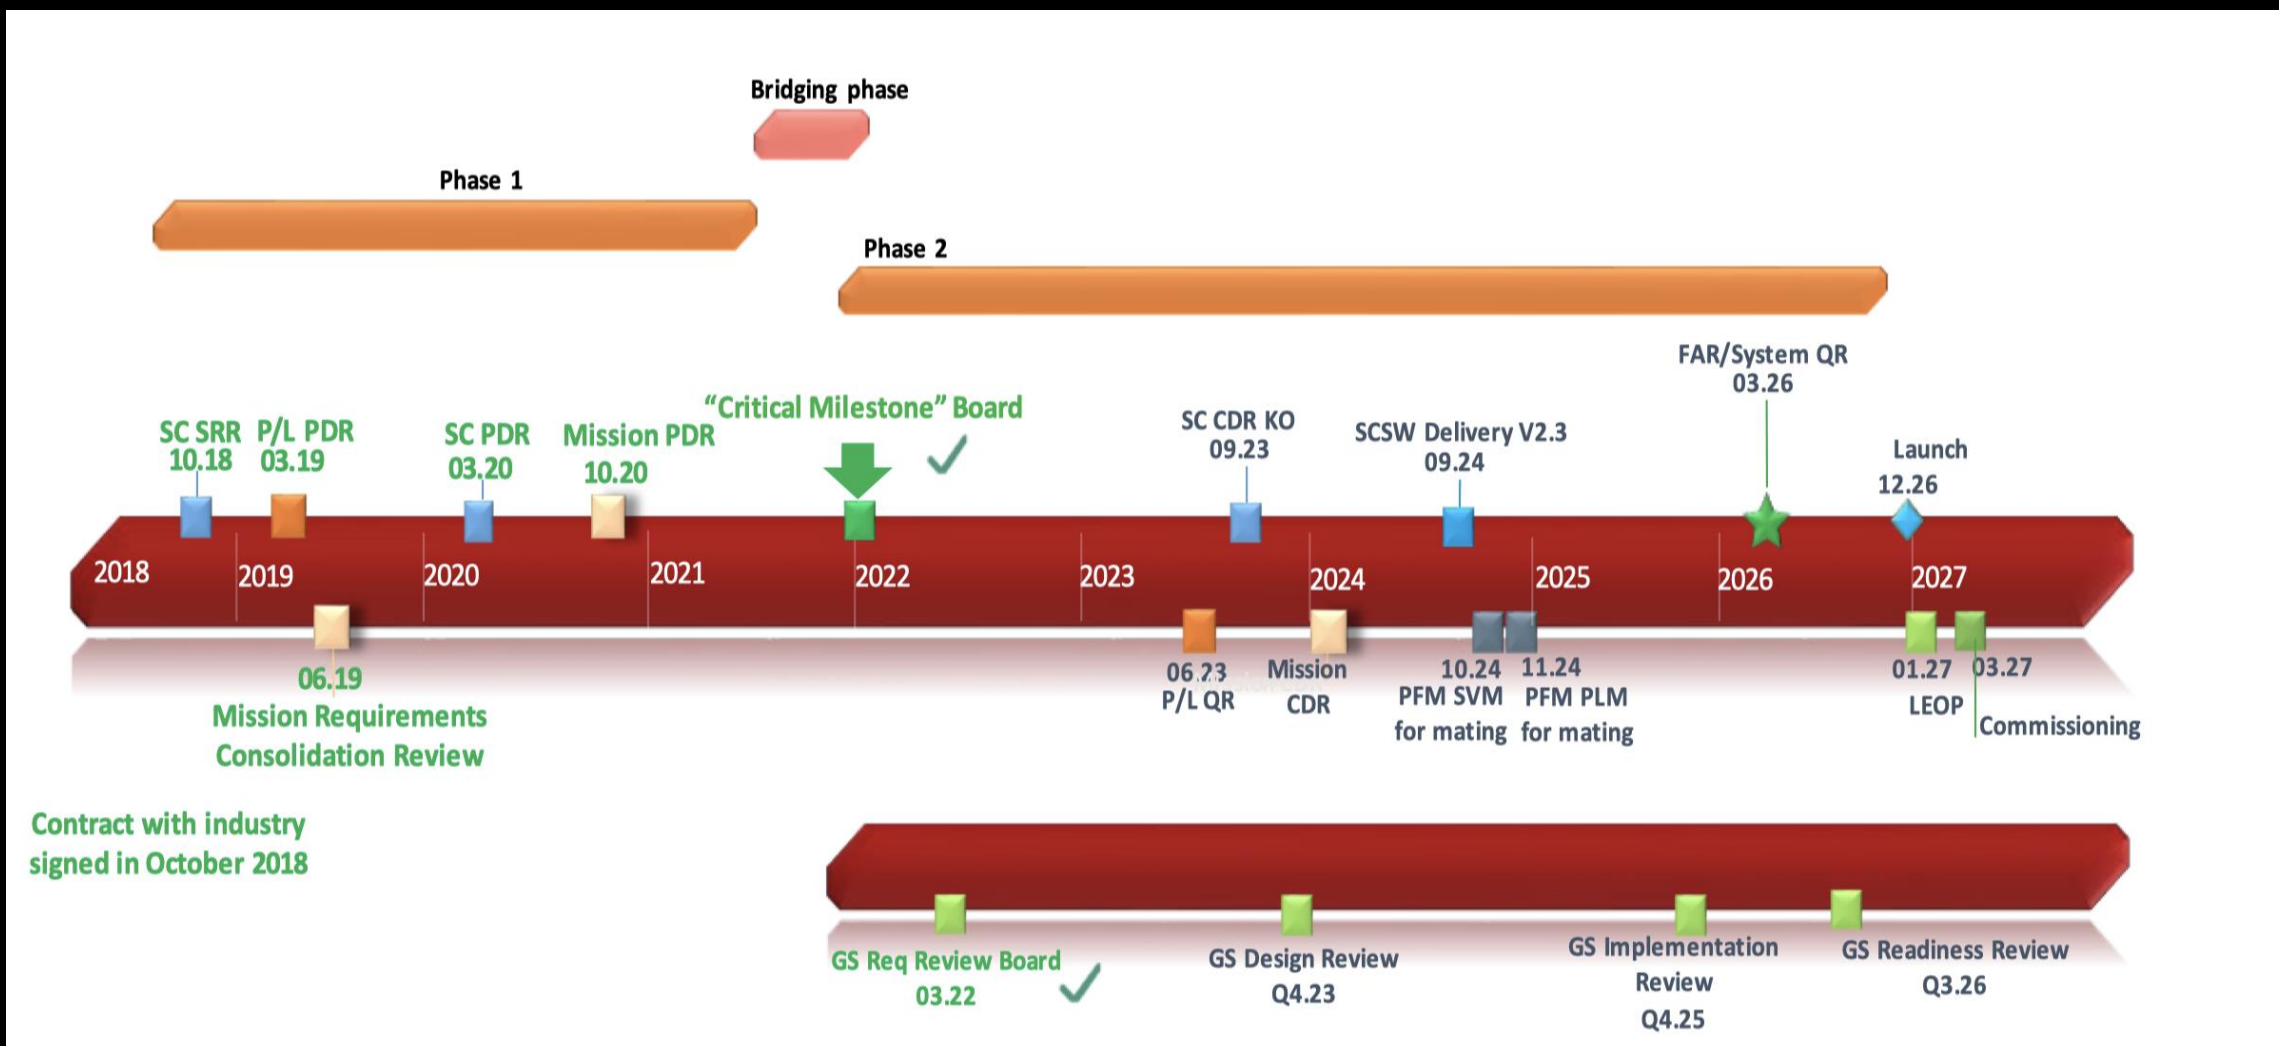 Bridging phase
Phase 1
Phase 2
FAR/System QR
03.26
"Critical Milestone" Board
SC SRR
10.18
P/L PDR
03.19
SC PDR
03.20
Mission PDR
10.20
SC CDR KO
09.23
SCSW Delivery V2.3
09.24
Launch
12.26
2018
2019
2020
2021
2022
2023
2024
2025
2026
2027
06.19
Mission Requirements
Consolidation Review
06.23
P/L QR
Mission
CDR
10.24
PFM SVM
for mating
11.24
PFM PLM
for mating
01.27
LEOP
03.27
Commissioning
Contract with industry
signed in October 2018
GS Req Review Board
03.22
GS Design Review
Q4.23
GS Implementation
Review
Q4.25
GS Readiness Review
Q3.26